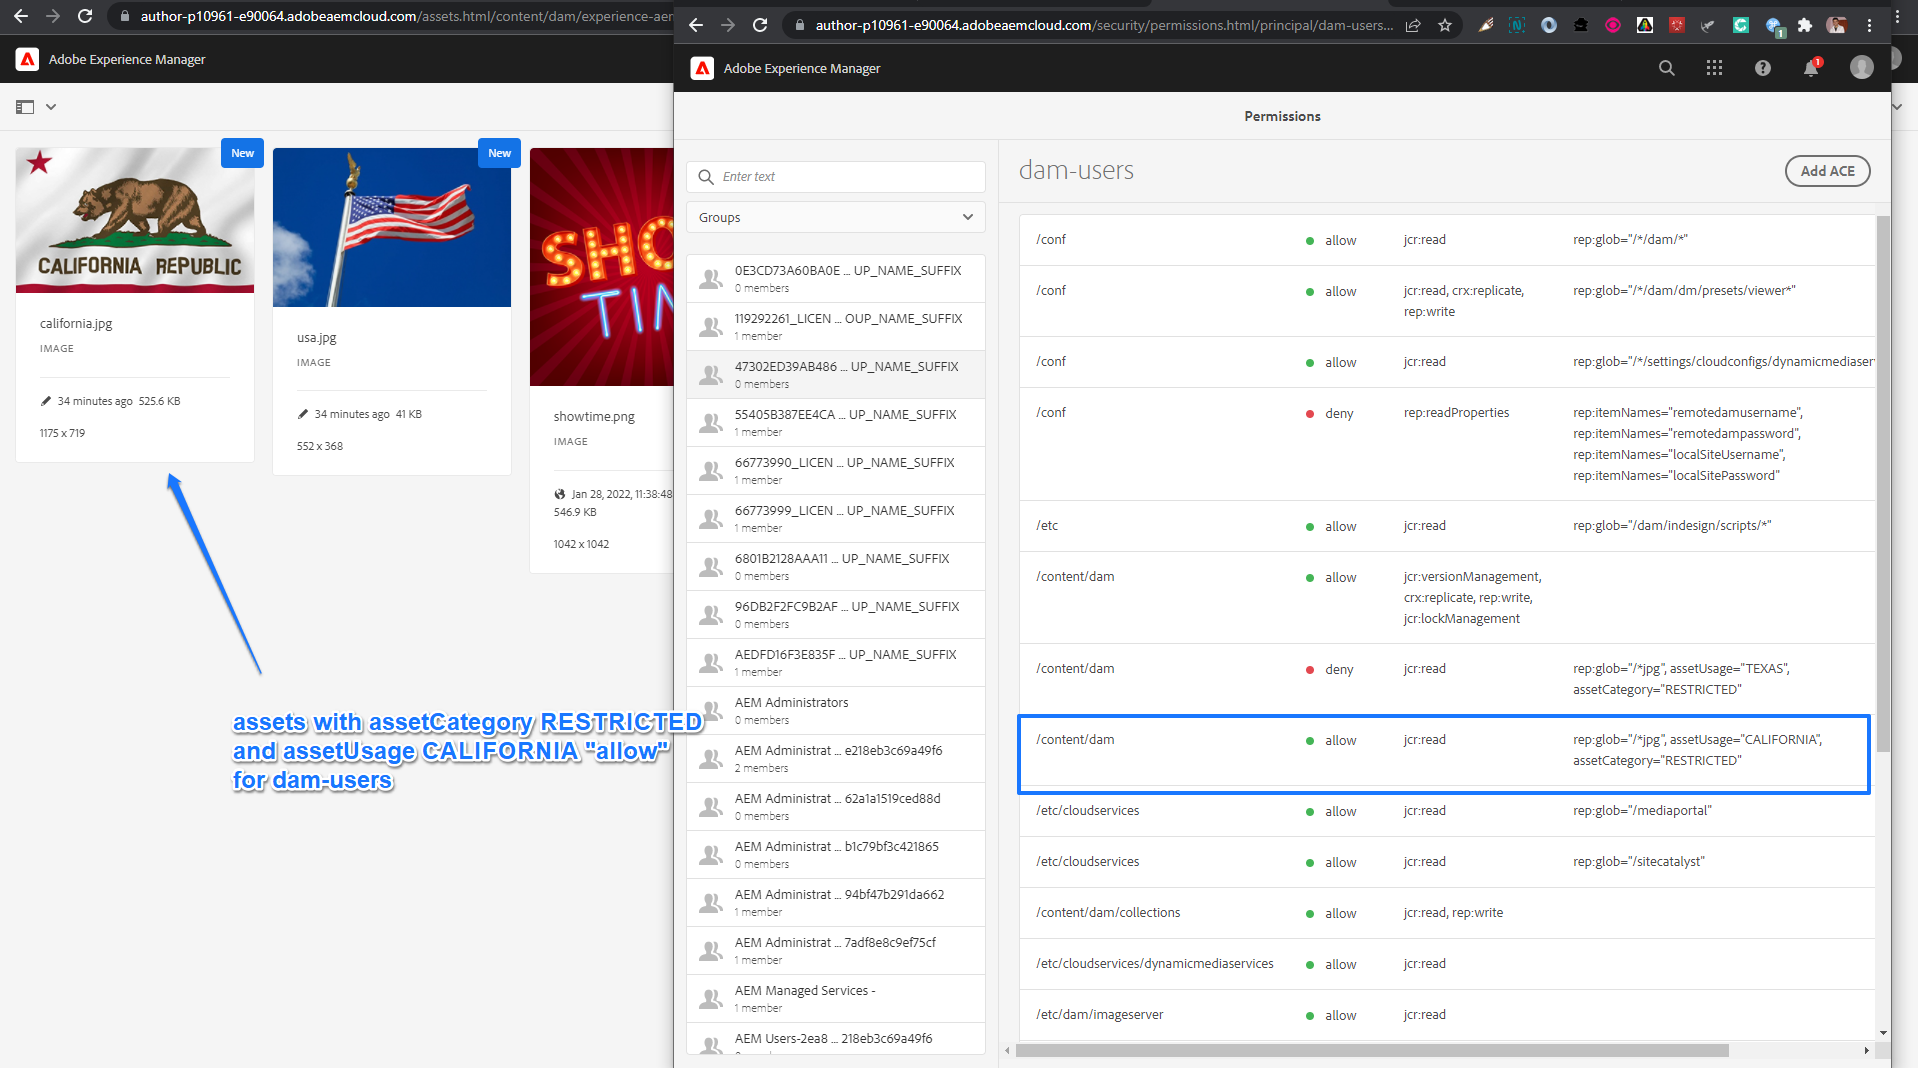 author-p10961-e90064.adobeaemcloud.com/assets.html/content/dam/experience-aem
Adobe Experience Manager
New
CALIFORNIA REPUBLIC
california.jpg
IMAGE
34 minutes ago 525.6 KB
1175 x 719
New
usa.jpg
IMAGE
34 minutes ago 41 KB
552 x 368
SHO
TIM
showtime.png
IMAGE
Jan 28, 2022, 11:38:48
546.9 KB
1042 x 1042
assets with assetCategory RESTRICTED
and assetUsage CALIFORNIA "allow"
for dam-users
author-p10961-e90064.adobeaemcloud.com/security/permissions.html/principal/dam-users...
1
Adobe Experience Manager
1
Permissions
Enter text
Groups
0E3CD73A60BA0E ... UP_NAME_SUFFIX
0 members
119292261_LICEN ... OUP_NAME_SUFFIX
1 member
47302ED39AB486 ... UP_NAME_SUFFIX
0 members
55405B387EE4CA ... UP_NAME_SUFFIX
1 member
66773990_LICEN ... UP_NAME_SUFFIX
1 member
66773999_LICEN ... UP_NAME_SUFFIX
1 member
6801B2128AAA11 ... UP_NAME_SUFFIX
0 members
96DB2F2FC9B2AF ... UP_NAME_SUFFIX
0 members
AEDFD16F3E835F ... UP_NAME_SUFFIX
1 member
AEM Administrators
0 members
AEM Administrat ... e218eb3c69a49f6
2 members
AEM Administrat ... 62a1a1519ced88d
0 members
AEM Administrat ... b1c79bf3c421865
0 members
AEM Administrat ... 94bf47b291da662
1 member
AEM Administrat ... 7adf8e8c9ef75cf
1 member
AEM Managed Services -
1 member
AEM Users-2ea8 ... 218eb3c69a49f6
dam-users
Add ACE
/conf allow jcr:read rep:glob="/*/dam/*"
/conf allow jcr:read, crx:replicate, rep:glob="/*/dam/dm/presets/viewer*"
rep:write
/conf allow jcr:read rep:glob="/*/settings/cloudconfigs/dynamicmediaser
/conf deny rep:readProperties rep:itemNames="remotedamusername",
rep:itemNames="remotedampassword",
rep:itemNames="localSiteUsername",
rep:itemNames="localSitePassword"
/etc allow jcr:read rep:glob="/dam/indesign/scripts/*"
/content/dam allow jcr:versionManagement,
crx:replicate, rep:write,
jcr:lockManagement
/content/dam deny jcr:read rep:glob="/*jpg", assetUsage="TEXAS",
assetCategory="RESTRICTED"
/content/dam allow jcr:read rep:glob="/*jpg", assetUsage="CALIFORNIA",
assetCategory="RESTRICTED"
/etc/cloudservices allow jcr:read rep:glob="/mediaportal"
/etc/cloudservices allow jcr:read rep:glob="/sitecatalyst"
/content/dam/collections allow jcr:read, rep:write
/etc/cloudservices/dynamicmediaservices allow jcr:read
/etc/dam/imageserver allow jcr:read